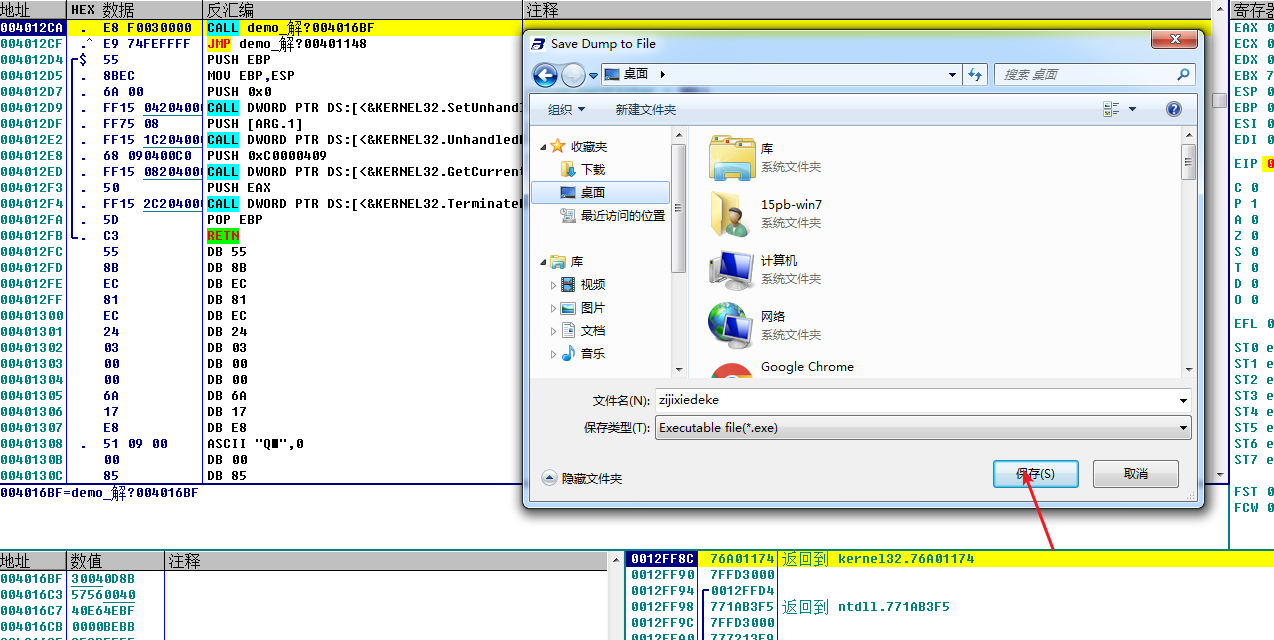 地址 HEX 数据 反汇编 注释 寄存器
004012CA . E8 F0030000 CALL demo_解?004016BF
004012CF .^ E9 74FEFFFF JMP demo_解?00401148
004012D4 $ 55 PUSH EBP
004012D5 . 8BEC MOV EBP,ESP
004012D7 . 6A 00 PUSH 0x0
004012D9 . FF15 04204000 CALL DWORD PTR DS:[<&KERNEL32.SetUnhand
004012DF . FF75 08 PUSH [ARG.1]
004012E2 . FF15 1C204000 CALL DWORD PTR DS:[<&KERNEL32.Unhandled
004012E8 . 68 090400C0 PUSH 0xC0000409
004012ED . FF15 08204000 CALL DWORD PTR DS:[<&KERNEL32.GetCurrent
004012F3 . 50 PUSH EAX
004012F4 . FF15 2C204000 CALL DWORD PTR DS:[<&KERNEL32.Terminate
004012FA . 5D POP EBP
004012FB . C3 RETN
004012FC 55 DB 55
004012FD 8B DB 8B
004012FE EC DB EC
004012FF 81 DB 81
00401300 EC DB EC
00401301 24 DB 24
00401302 03 DB 03
00401303 00 DB 00
00401304 00 DB 00
00401305 6A DB 6A
00401306 17 DB 17
00401307 E8 DB E8
00401308 . 51 09 00 ASCII "Q",0
0040130B 00 DB 00
0040130C 85 DB 85
004016BF=demo_解?004016BF
Save Dump to File
桌面
搜索 桌面
组织 新建文件夹
收藏夹
下载
桌面
最近访问的位置
库
视频
图片
文档
音乐
库
系统文件夹
15pb-win7
系统文件夹
计算机
系统文件夹
网络
系统文件夹
Google Chrome
文件名(N): zijixiedeke
保存类型(T): Executable file(*.exe)
隐藏文件夹 保存(S) 取消
EAX 0
ECX 0
EDX 0
EBX 7
ESP 0
EBP 0
ESI 0
EDI 0
EIP 0
C 0
P 1
A 0
Z 0
S 0
T 0
D 0
O 0
EFL 0
ST0 e
ST1 e
ST2 e
ST3 e
ST4 e
ST5 e
ST6 e
ST7 e
FST 0
FCW 0
地址 数值 注释
004016BF 30040D8B
004016C3 57560040
004016C7 40E64EBF
004016CB 0000BEBB
0012FF8C 76A01174 返回到 kernel32.76A01174
0012FF90 7FFD3000
0012FF94 0012FFD4
0012FF98 771AB3F5 返回到 ntdll.771AB3F5
0012FF9C 7FFD3000
0012FFA0 777213E9